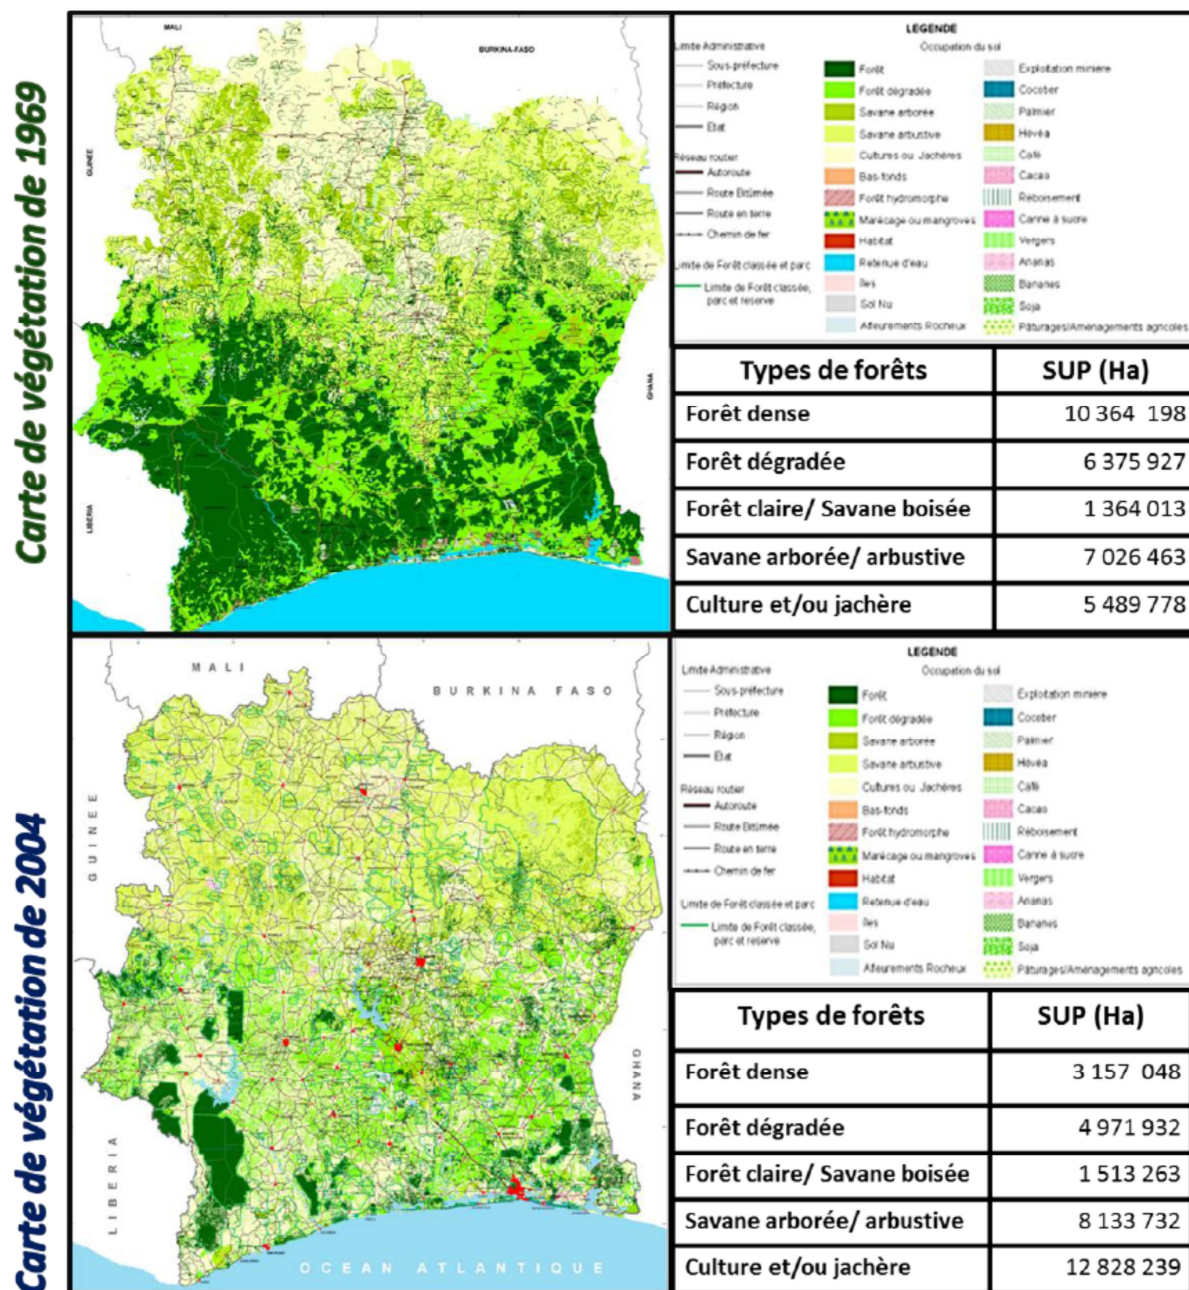 Carte de végétation de 1969
MALI
BURKINA-FASO
GUINEE
GHANA
LIBERIA
LEGENDE
Limite Administrative
Sous-préfecture
Préfecture
Région
Etat
Réseau routier
Autoroute
Route Bitûmée
Route en terre
Chemin de fer
Limite de Forêt classée et parc
Limite de Forêt classée,
parc et reserve
Occupation du sol
Forêt
Forêt dégradée
Savane arborée
Savane arbustive
Cultures ou Jachères
Bas-fonds
Forêt hydromorphe
Marécage ou mangroves
Habitat
Retenue d'eau
Iles
Sol Nu
Afleurements Rocheux
Exploitation minière
Cocotier
Palmier
Hévéa
Café
Cacao
Réboisement
Canne à sucre
Vergers
Ananas
Bananes
Soja
Pâturages/Aménagements agricoles
Types de forêts SUP (Ha)
Forêt dense 10 364 198
Forêt dégradée 6 375 927
Forêt claire/ Savane boisée 1 364 013
Savane arborée/ arbustive 7 026 463
Culture et/ou jachère 5 489 778
Carte de végétation de 2004
MALI
BURKINA FASO
GUINEE
GHANA
LIBERIA
OCEAN ATLANTIQUE
LEGENDE
Limite Administrative
Sous-préfecture
Préfecture
Région
Etat
Réseau routier
Autoroute
Route Bitûmée
Route en terre
Chemin de fer
Limite de Forêt classée et parc
Limite de Forêt classée,
parc et reserve
Occupation du sol
Forêt
Forêt dégradée
Savane arborée
Savane arbustive
Cultures ou Jachères
Bas-fonds
Forêt hydromorphe
Marécage ou mangroves
Habitat
Retenue d'eau
Iles
Sol Nu
Afleurements Rocheux
Exploitation minière
Cocotier
Palmier
Hévéa
Café
Cacao
Réboisement
Canne à sucre
Vergers
Ananas
Bananes
Soja
Pâturages/Aménagements agricoles
Types de forêts SUP (Ha)
Forêt dense 3 157 048
Forêt dégradée 4 971 932
Forêt claire/ Savane boisée 1 513 263
Savane arborée/ arbustive 8 133 732
Culture et/ou jachère 12 828 239